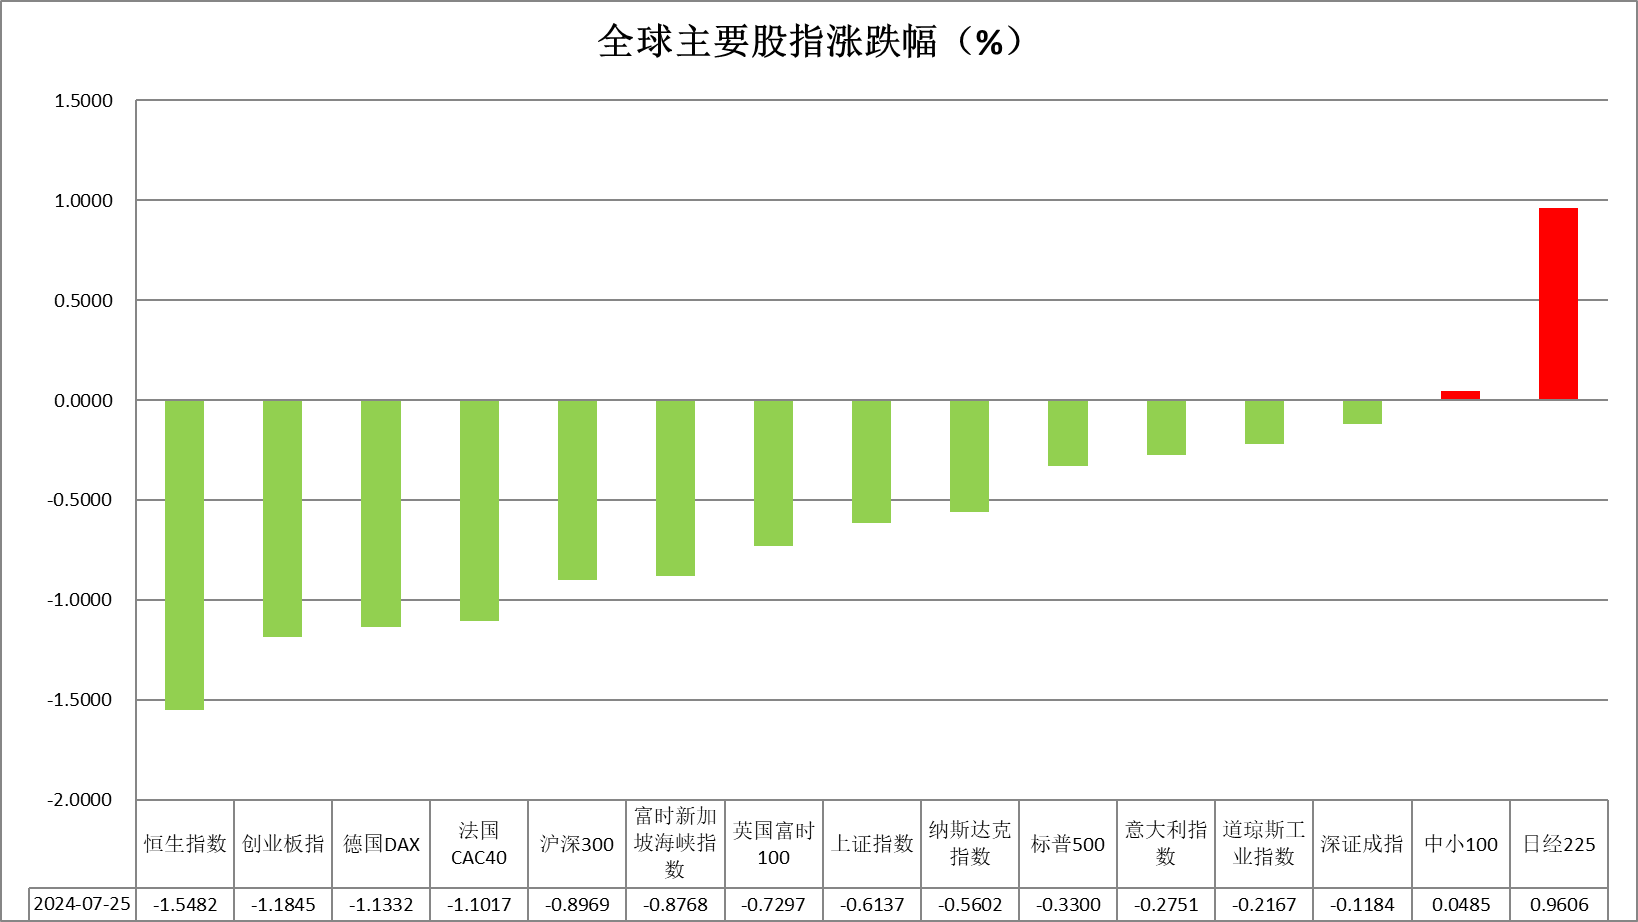 全球主要股指涨跌幅（%）
1.5000
1.0000
0.5000
0.0000
-0.5000
-1.0000
-1.5000
-2.0000
恒生指数
创业板指
德国DAX
法国
CAC40
沪深300
富时新加
坡海峡指
数
英国富时
100
上证指数
纳斯达克
指数
标普500
意大利指
数
道琼斯工
业指数
深证成指
中小100
日经225
2024-07-25 -1.5482 -1.1845 -1.1332 -1.1017 -0.8969 -0.8768 -0.7297 -0.6137 -0.5602 -0.3300 -0.2751 -0.2167 -0.1184 0.0485 0.9606